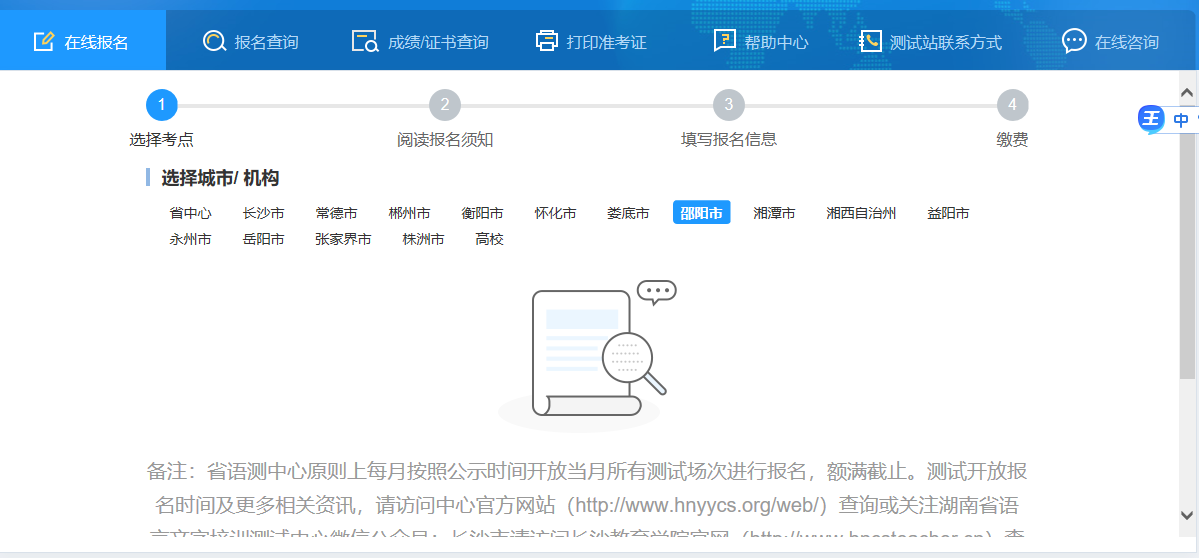 在线报名 报名查询 成绩/证书查询 打印准考证 帮助中心 测试站联系方式 在线咨询
1 2 3 4
选择考点 阅读报名须知 填写报名信息 缴费
王 中
选择城市/ 机构
省中心 长沙市 常德市 郴州市 衡阳市 怀化市 娄底市 邵阳市 湘潭市 湘西自治州 益阳市
永州市 岳阳市 张家界市 株洲市 高校
备注：省语测中心原则上每月按照公示时间开放当月所有测试场次进行报名，额满截止。测试开放报
名时间及更多相关资讯，请访问中心官方网站（http://www.hnyycs.org/web/）查询或关注湖南省语
言文字培训测试中心微信公众号；长沙市请访问长沙教育学院官网（http://www.hncsteacher.cn）查